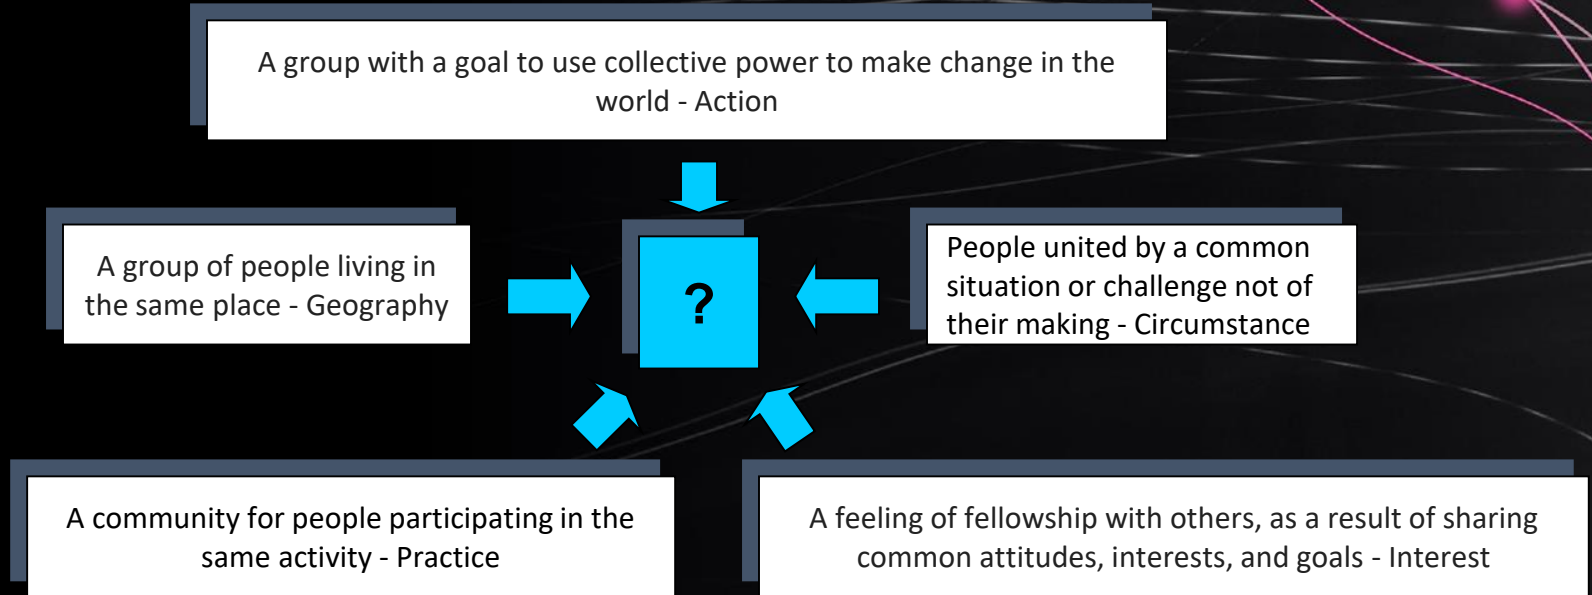 A group with a goal to use collective power to make change in the
world - Action
A group of people living in
the same place - Geography
?
People united by a common
situation or challenge not of
their making - Circumstance
A community for people participating in the
same activity - Practice
A feeling of fellowship with others, as a result of sharing
common attitudes, interests, and goals - Interest